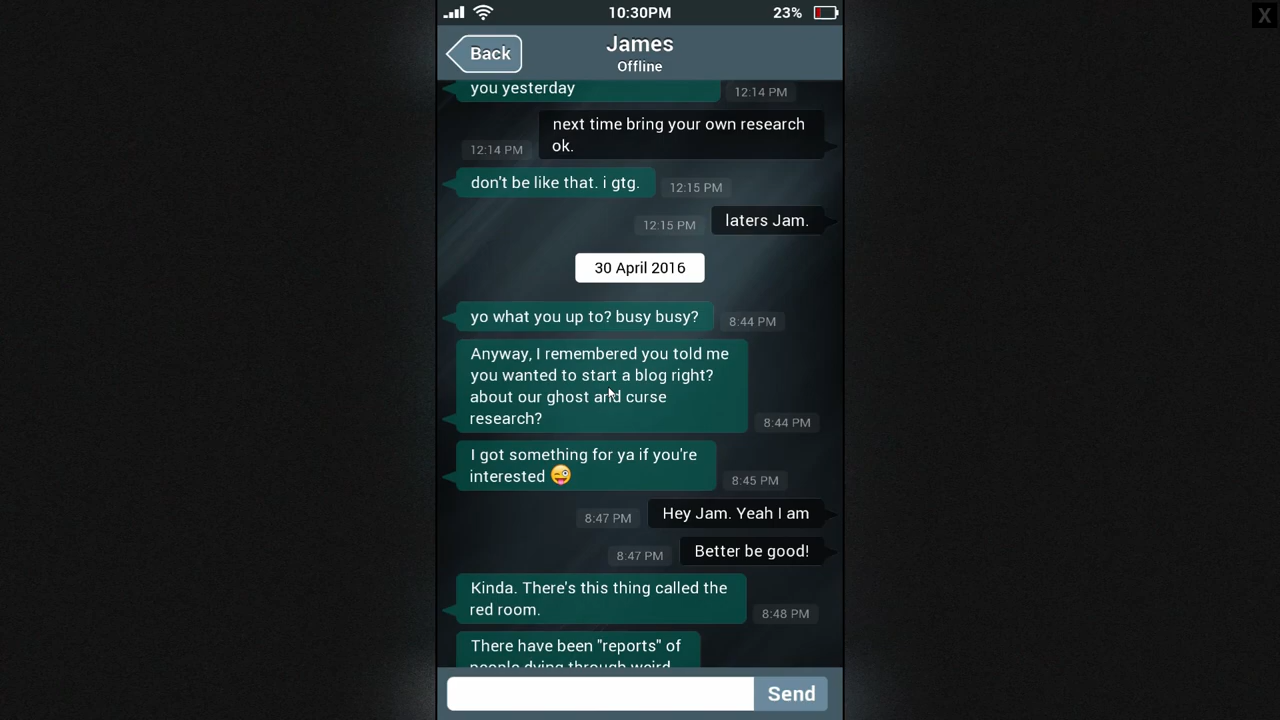 10:30PM
23%
X
Back
James
Offline
you yesterday
12:14 PM
next time bring your own research
ok.
12:14 PM
don't be like that. i gtg.
12:15 PM
laters Jam.
12:15 PM
30 April 2016
yo what you up to? busy busy?
8:44 PM
Anyway, I remembered you told me
you wanted to start a blog right?
about our ghost and curse
research?
8:44 PM
I got something for ya if you're
interested 😜
8:45 PM
Hey Jam. Yeah I am
8:47 PM
Better be good!
8:47 PM
Kinda. There's this thing called the
red room.
8:48 PM
There have been "reports" of
people dying through weird
Send